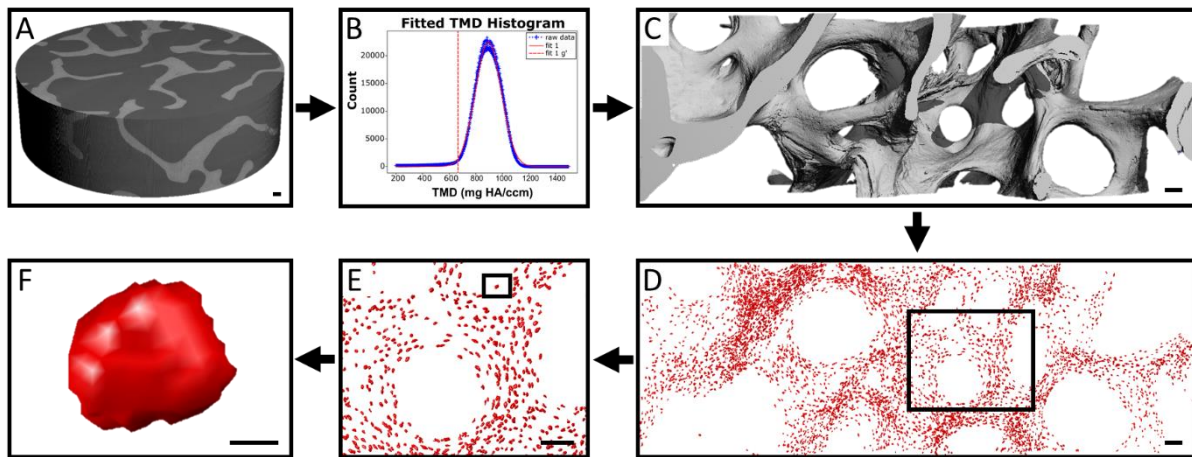 A
B
Fitted TMD Histogram
raw data
fit 1
fit 1 g'
Count
20000
15000
10000
5000
0
200
400
600
800
1000
1200
1400
TMD (mg HA/ccm)
C
F
E
D